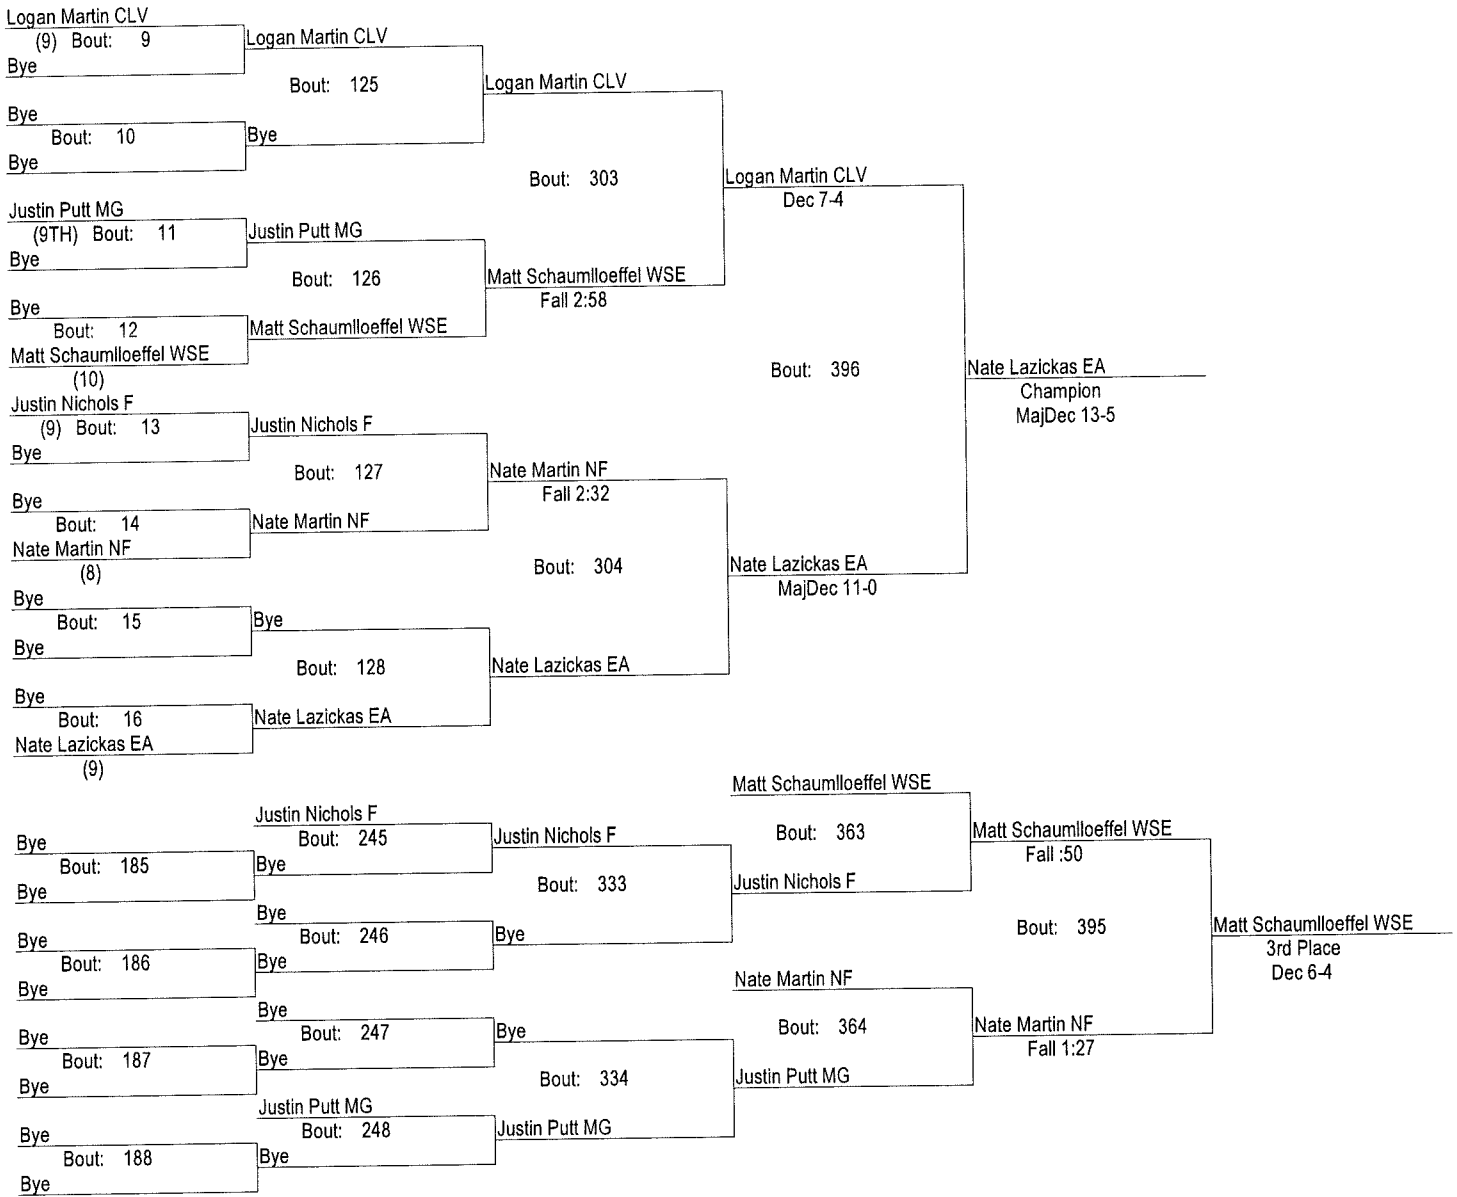 Logan Martin CLV
(9) Bout: 9
Bye
Logan Martin CLV
Bout: 125
Logan Martin CLV
Bye
Bout: 10
Bye
Bye
Bout: 303
Logan Martin CLV
Dec 7-4
Justin Putt MG
(9TH) Bout: 11
Bye
Justin Putt MG
Bout: 126
Matt Schaumlloeffel WSE
Fall 2:58
Bye
Bout: 12
Matt Schaumlloeffel WSE
(10)
Matt Schaumlloeffel WSE
Bout: 396
Nate Lazickas EA
Champion
MajDec 13-5
Justin Nichols F
(9) Bout: 13
Bye
Justin Nichols F
Bout: 127
Nate Martin NF
Fall 2:32
Bye
Bout: 14
Nate Martin NF
(8)
Nate Martin NF
Bout: 304
Nate Lazickas EA
MajDec 11-0
Bye
Bout: 15
Bye
Bye
Bout: 128
Nate Lazickas EA
Bye
Bout: 16
Nate Lazickas EA
(9)
Nate Lazickas EA
Matt Schaumlloeffel WSE
Bout: 363
Matt Schaumlloeffel WSE
Fall :50
Justin Nichols F
Bout: 245
Justin Nichols F
Bye
Bout: 185
Bye
Bye
Bout: 333
Justin Nichols F
Bye
Bout: 246
Bye
Bye
Bout: 186
Bye
Bye
Bout: 395
Matt Schaumlloeffel WSE
3rd Place
Dec 6-4
Nate Martin NF
Bout: 364
Nate Martin NF
Fall 1:27
Bye
Bout: 247
Bye
Bye
Bout: 187
Bye
Bye
Bout: 334
Justin Putt MG
Justin Putt MG
Bout: 248
Justin Putt MG
Bye
Bout: 188
Bye
Bye